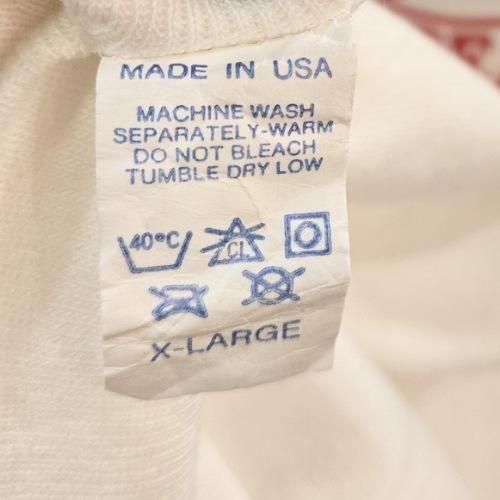 MADE IN USA
MACHINE WASH
SEPARATELY-WARM
DO NOT BLEACH
TUMBLE DRY LOW
40°C CL
X-LARGE